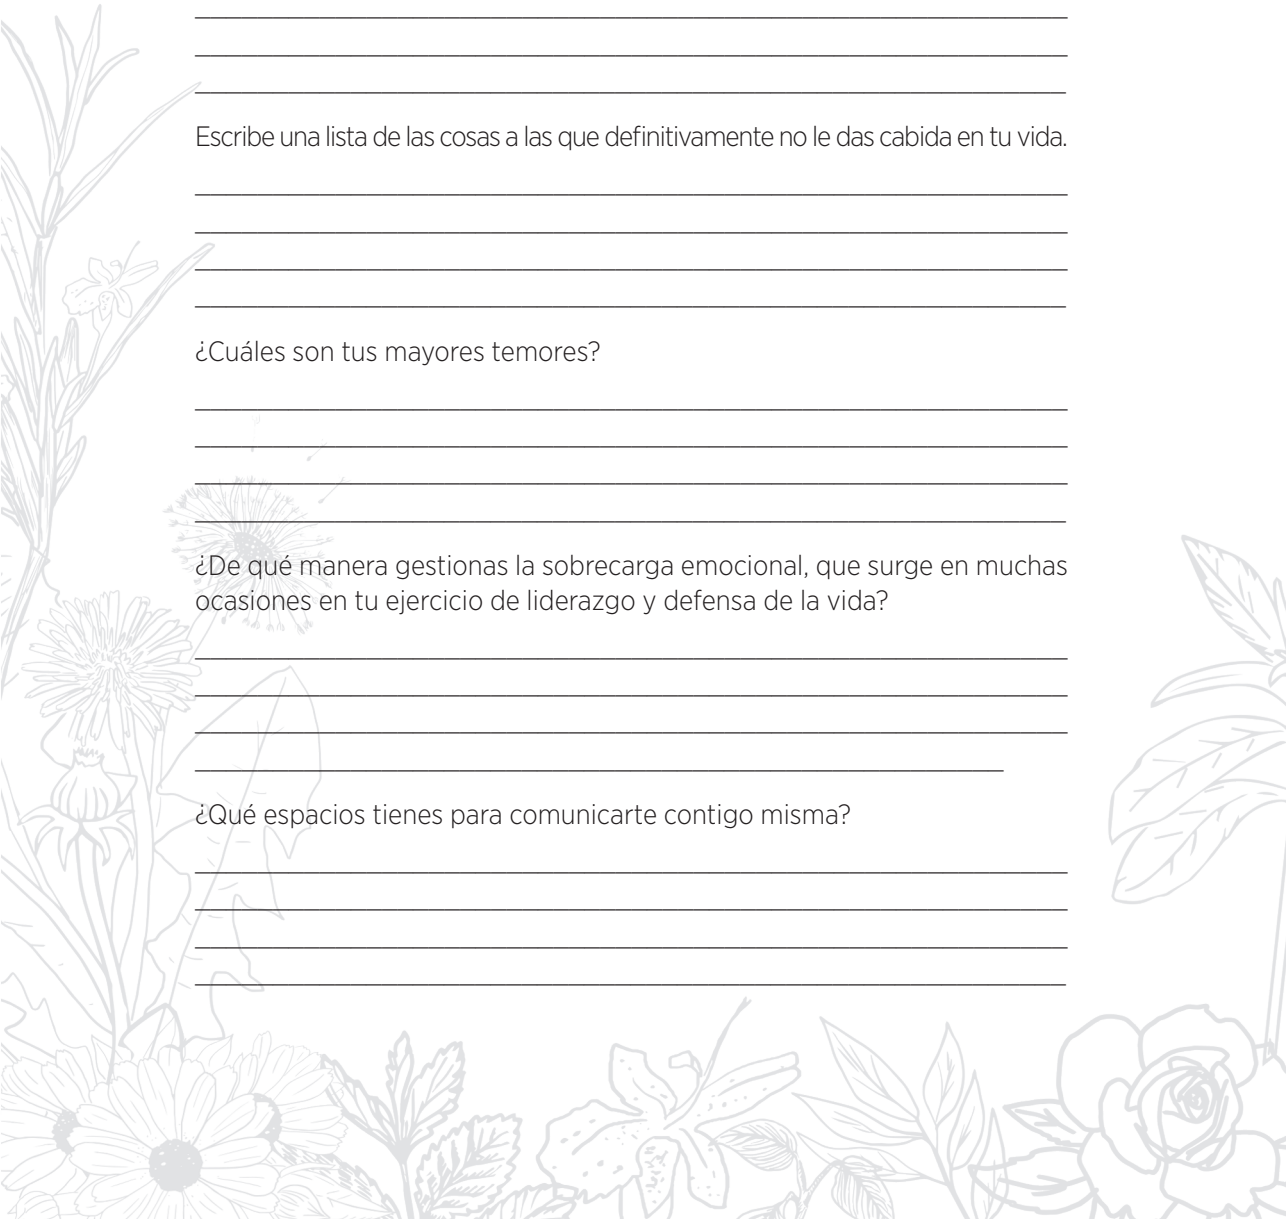 Escribe una lista de las cosas a las que definitivamente no le das cabida en tu vida.
¿Cuáles son tus mayores temores?
¿De qué manera gestionas la sobrecarga emocional, que surge en muchas
ocasiones en tu ejercicio de liderazgo y defensa de la vida?
¿Qué espacios tienes para comunicarte contigo misma?